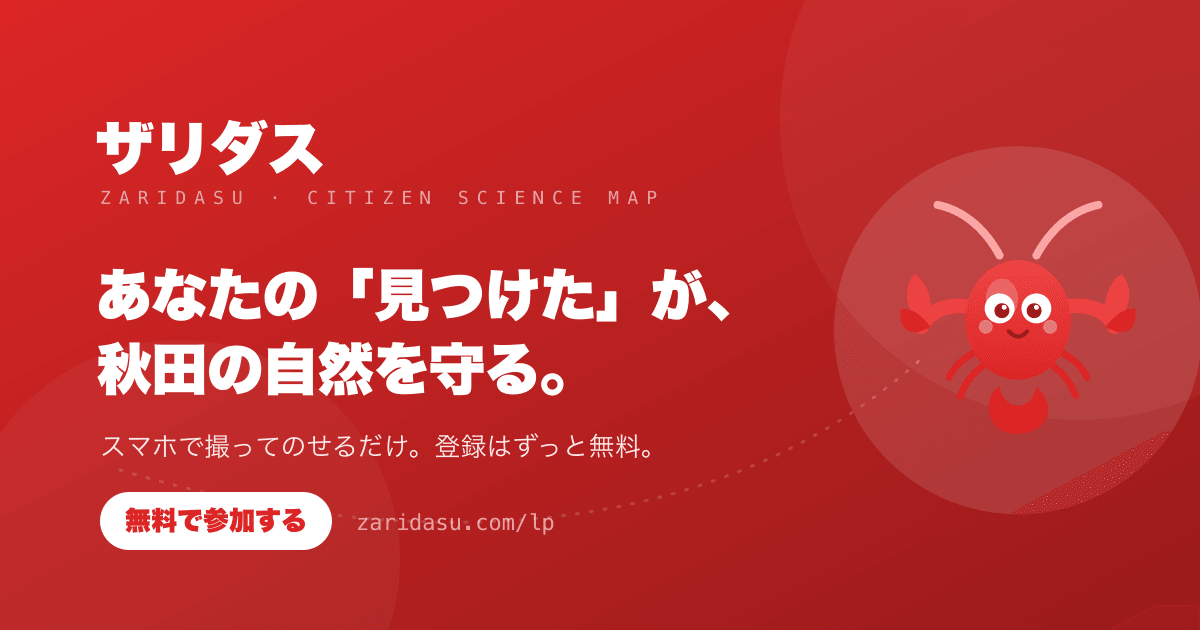 ザリダス
ZARIDASU · CITIZEN SCIENCE MAP
あなたの「見つけた」が、
秋田の自然を守る。
スマホで撮ってのせるだけ。登録はずっと無料。
無料で参加する
zaridasu.com/lp